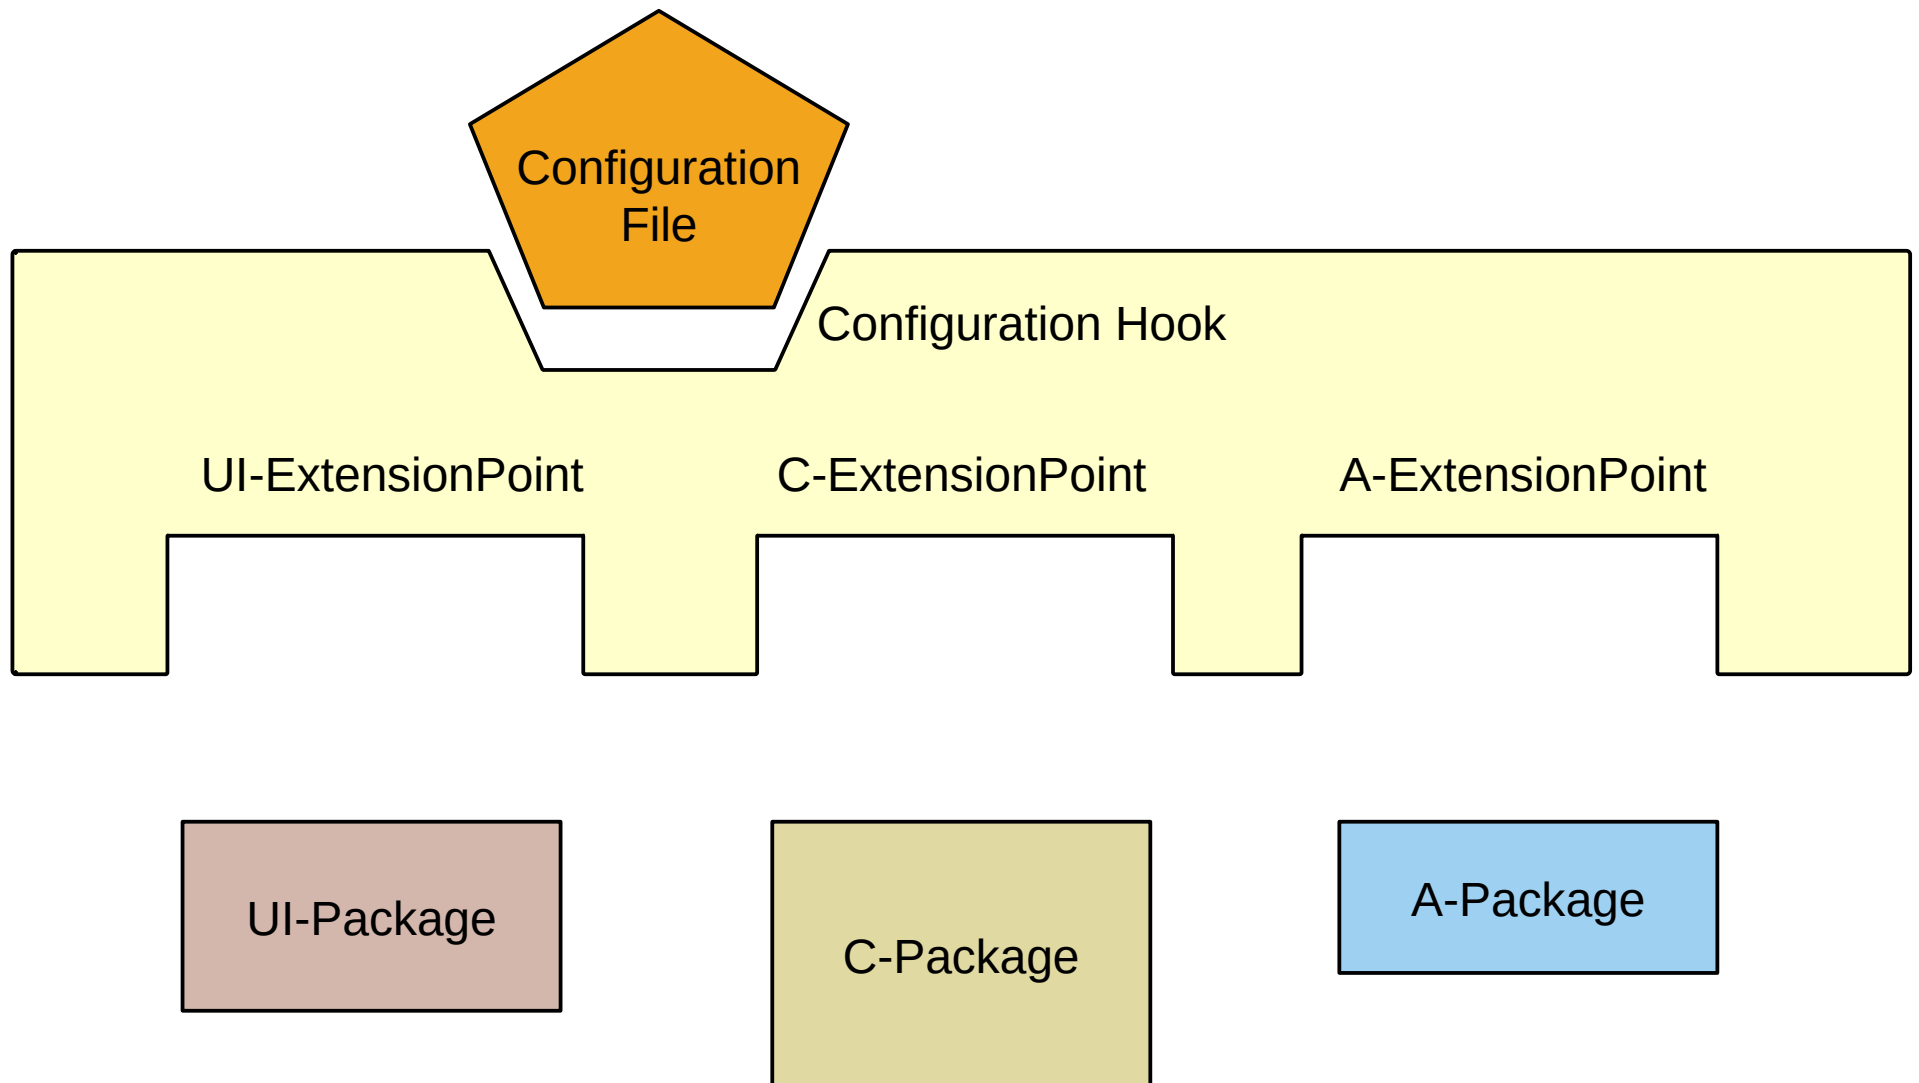 Configuration
File
Configuration Hook
UI-ExtensionPoint
C-ExtensionPoint
A-ExtensionPoint
UI-Package
C-Package
A-Package